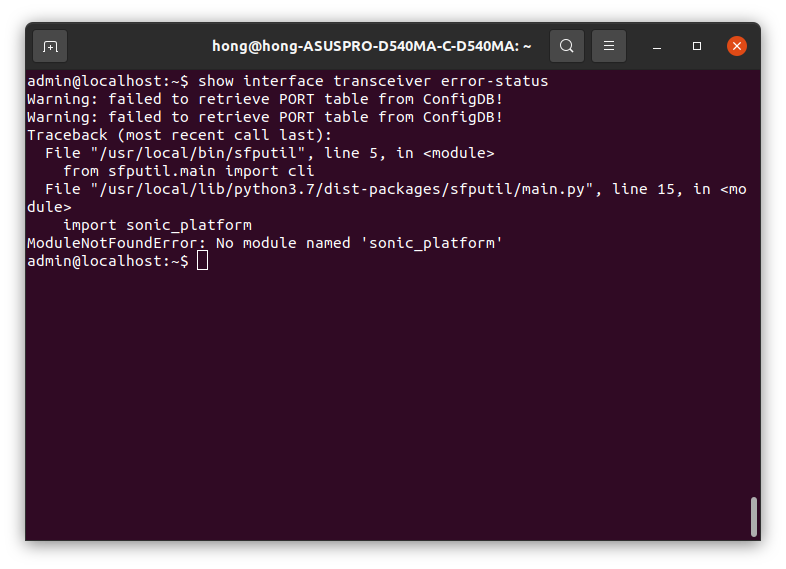 hong@hong-ASUSPRO-D540MA-C-D540MA: ~
admin@localhost:~$ show interface transceiver error-status
Warning: failed to retrieve PORT table from ConfigDB!
Warning: failed to retrieve PORT table from ConfigDB!
Traceback (most recent call last):
  File "/usr/local/bin/sfputil", line 5, in <module>
    from sfputil.main import cli
  File "/usr/local/lib/python3.7/dist-packages/sfputil/main.py", line 15, in <mo
dule>
    import sonic_platform
ModuleNotFoundError: No module named 'sonic_platform'
admin@localhost:~$